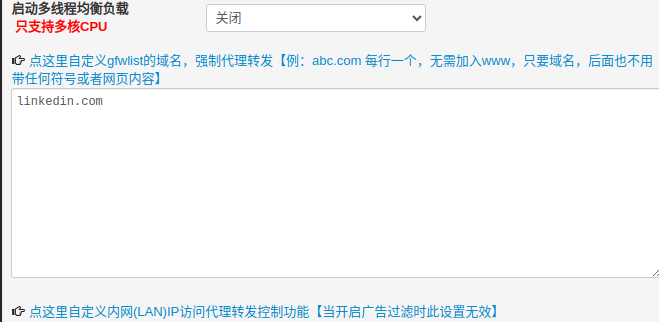 启动多线程均衡负载
只支持多核CPU
关闭
点这里自定义gfwlist的域名，强制代理转发【例：abc.com 每行一个，无需加入www，只要域名，后面也不用
带任何符号或者网页内容】
linkedin.com
点这里自定义内网(LAN)IP访问代理转发控制功能【当开启广告过滤时此设置无效】